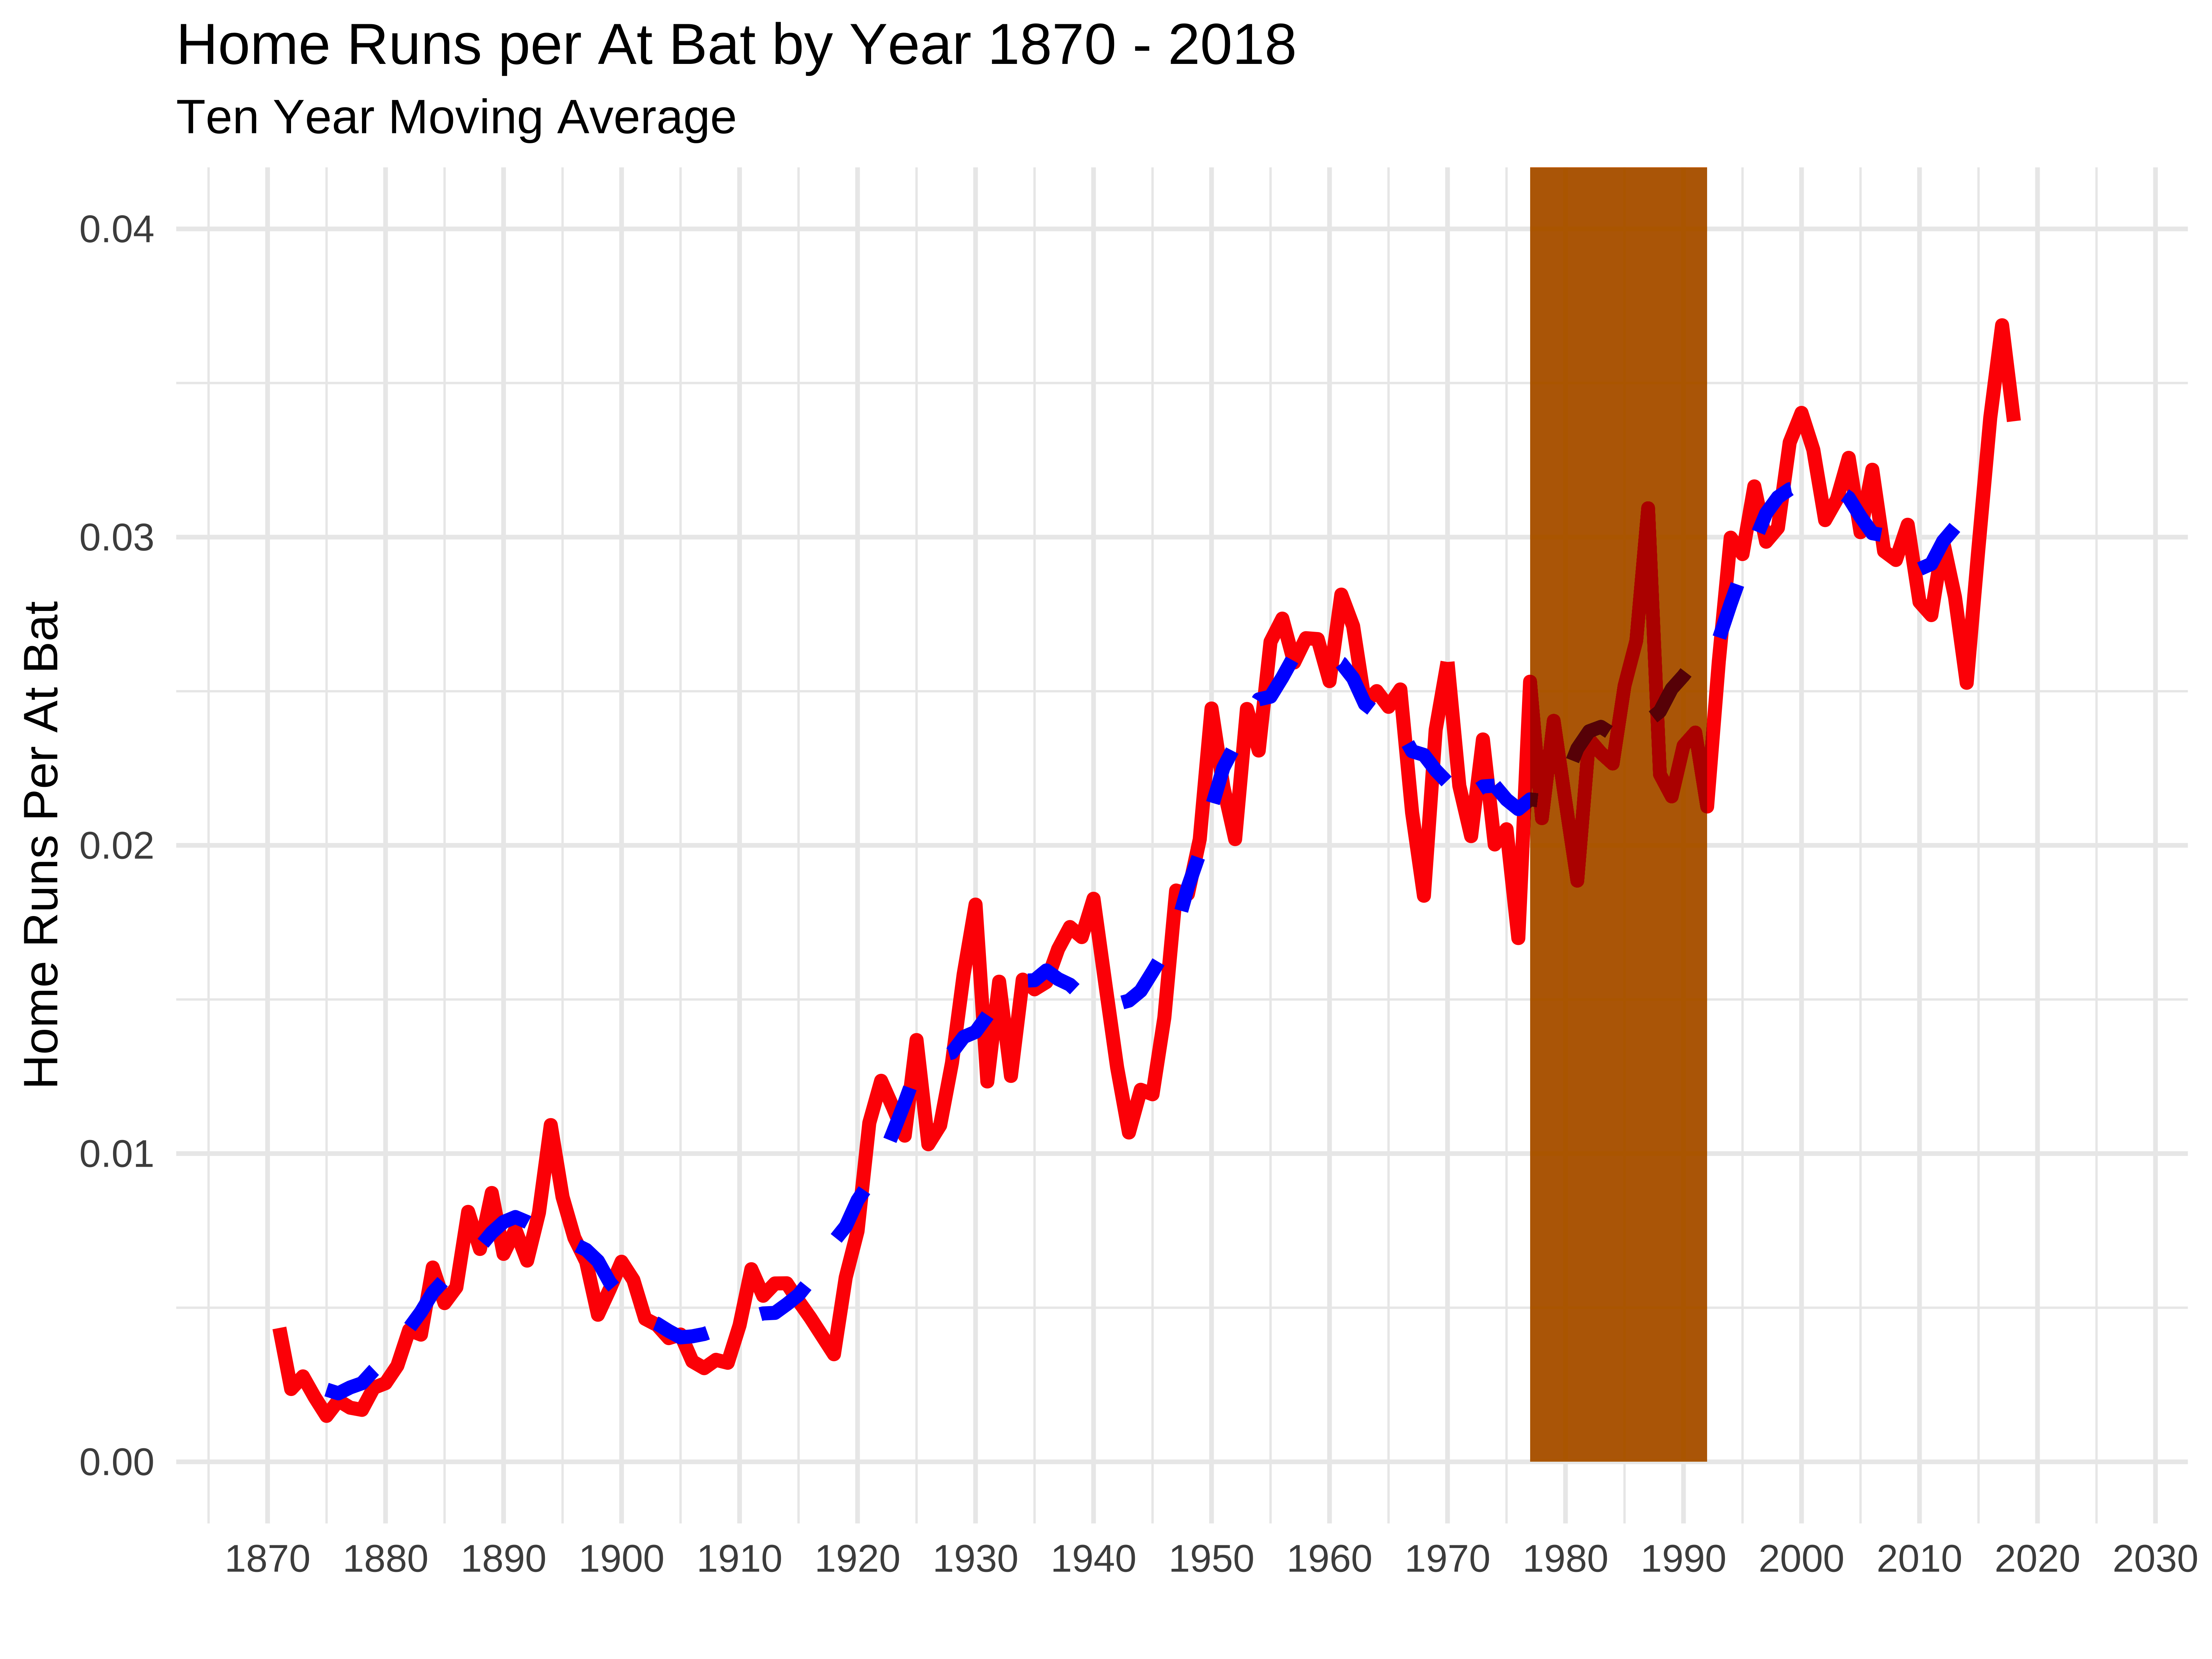 Home Runs per At Bat by Year 1870 - 2018
Ten Year Moving Average
Home Runs Per At Bat
0.04
0.03
0.02
0.01
0.00
1870 1880 1890 1900 1910 1920 1930 1940 1950 1960 1970 1980 1990 2000 2010 2020 2030